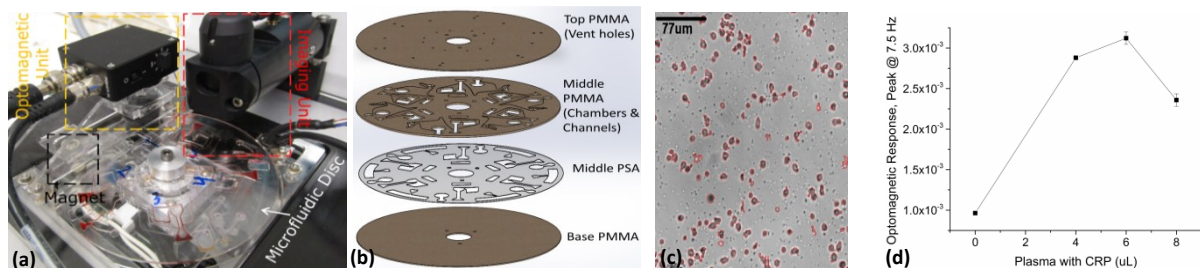 Optomagnetic
Unit
Imaging Unit
Magnet
Microfluidic Disc
3
4
(a)
Top PMMA
(Vent holes)
Middle
PMMA
(Chambers &
Channels)
Middle PSA
Base PMMA
(b)
77um
(c)
Optomagnetic Response, Peak @ 7.5 Hz
3.0x10⁻³
2.5x10⁻³
2.0x10⁻³
1.5x10⁻³
1.0x10⁻³
0
2
4
6
8
Plasma with CRP (uL)
(d)